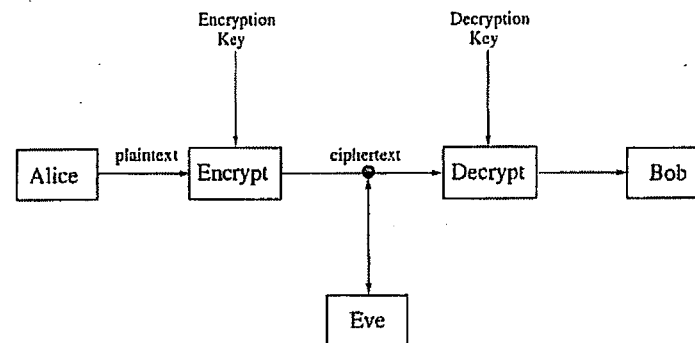 Encryption
Key
Decryption
Key
Alice
plaintext
Encrypt
ciphertext
Decrypt
Bob
Eve